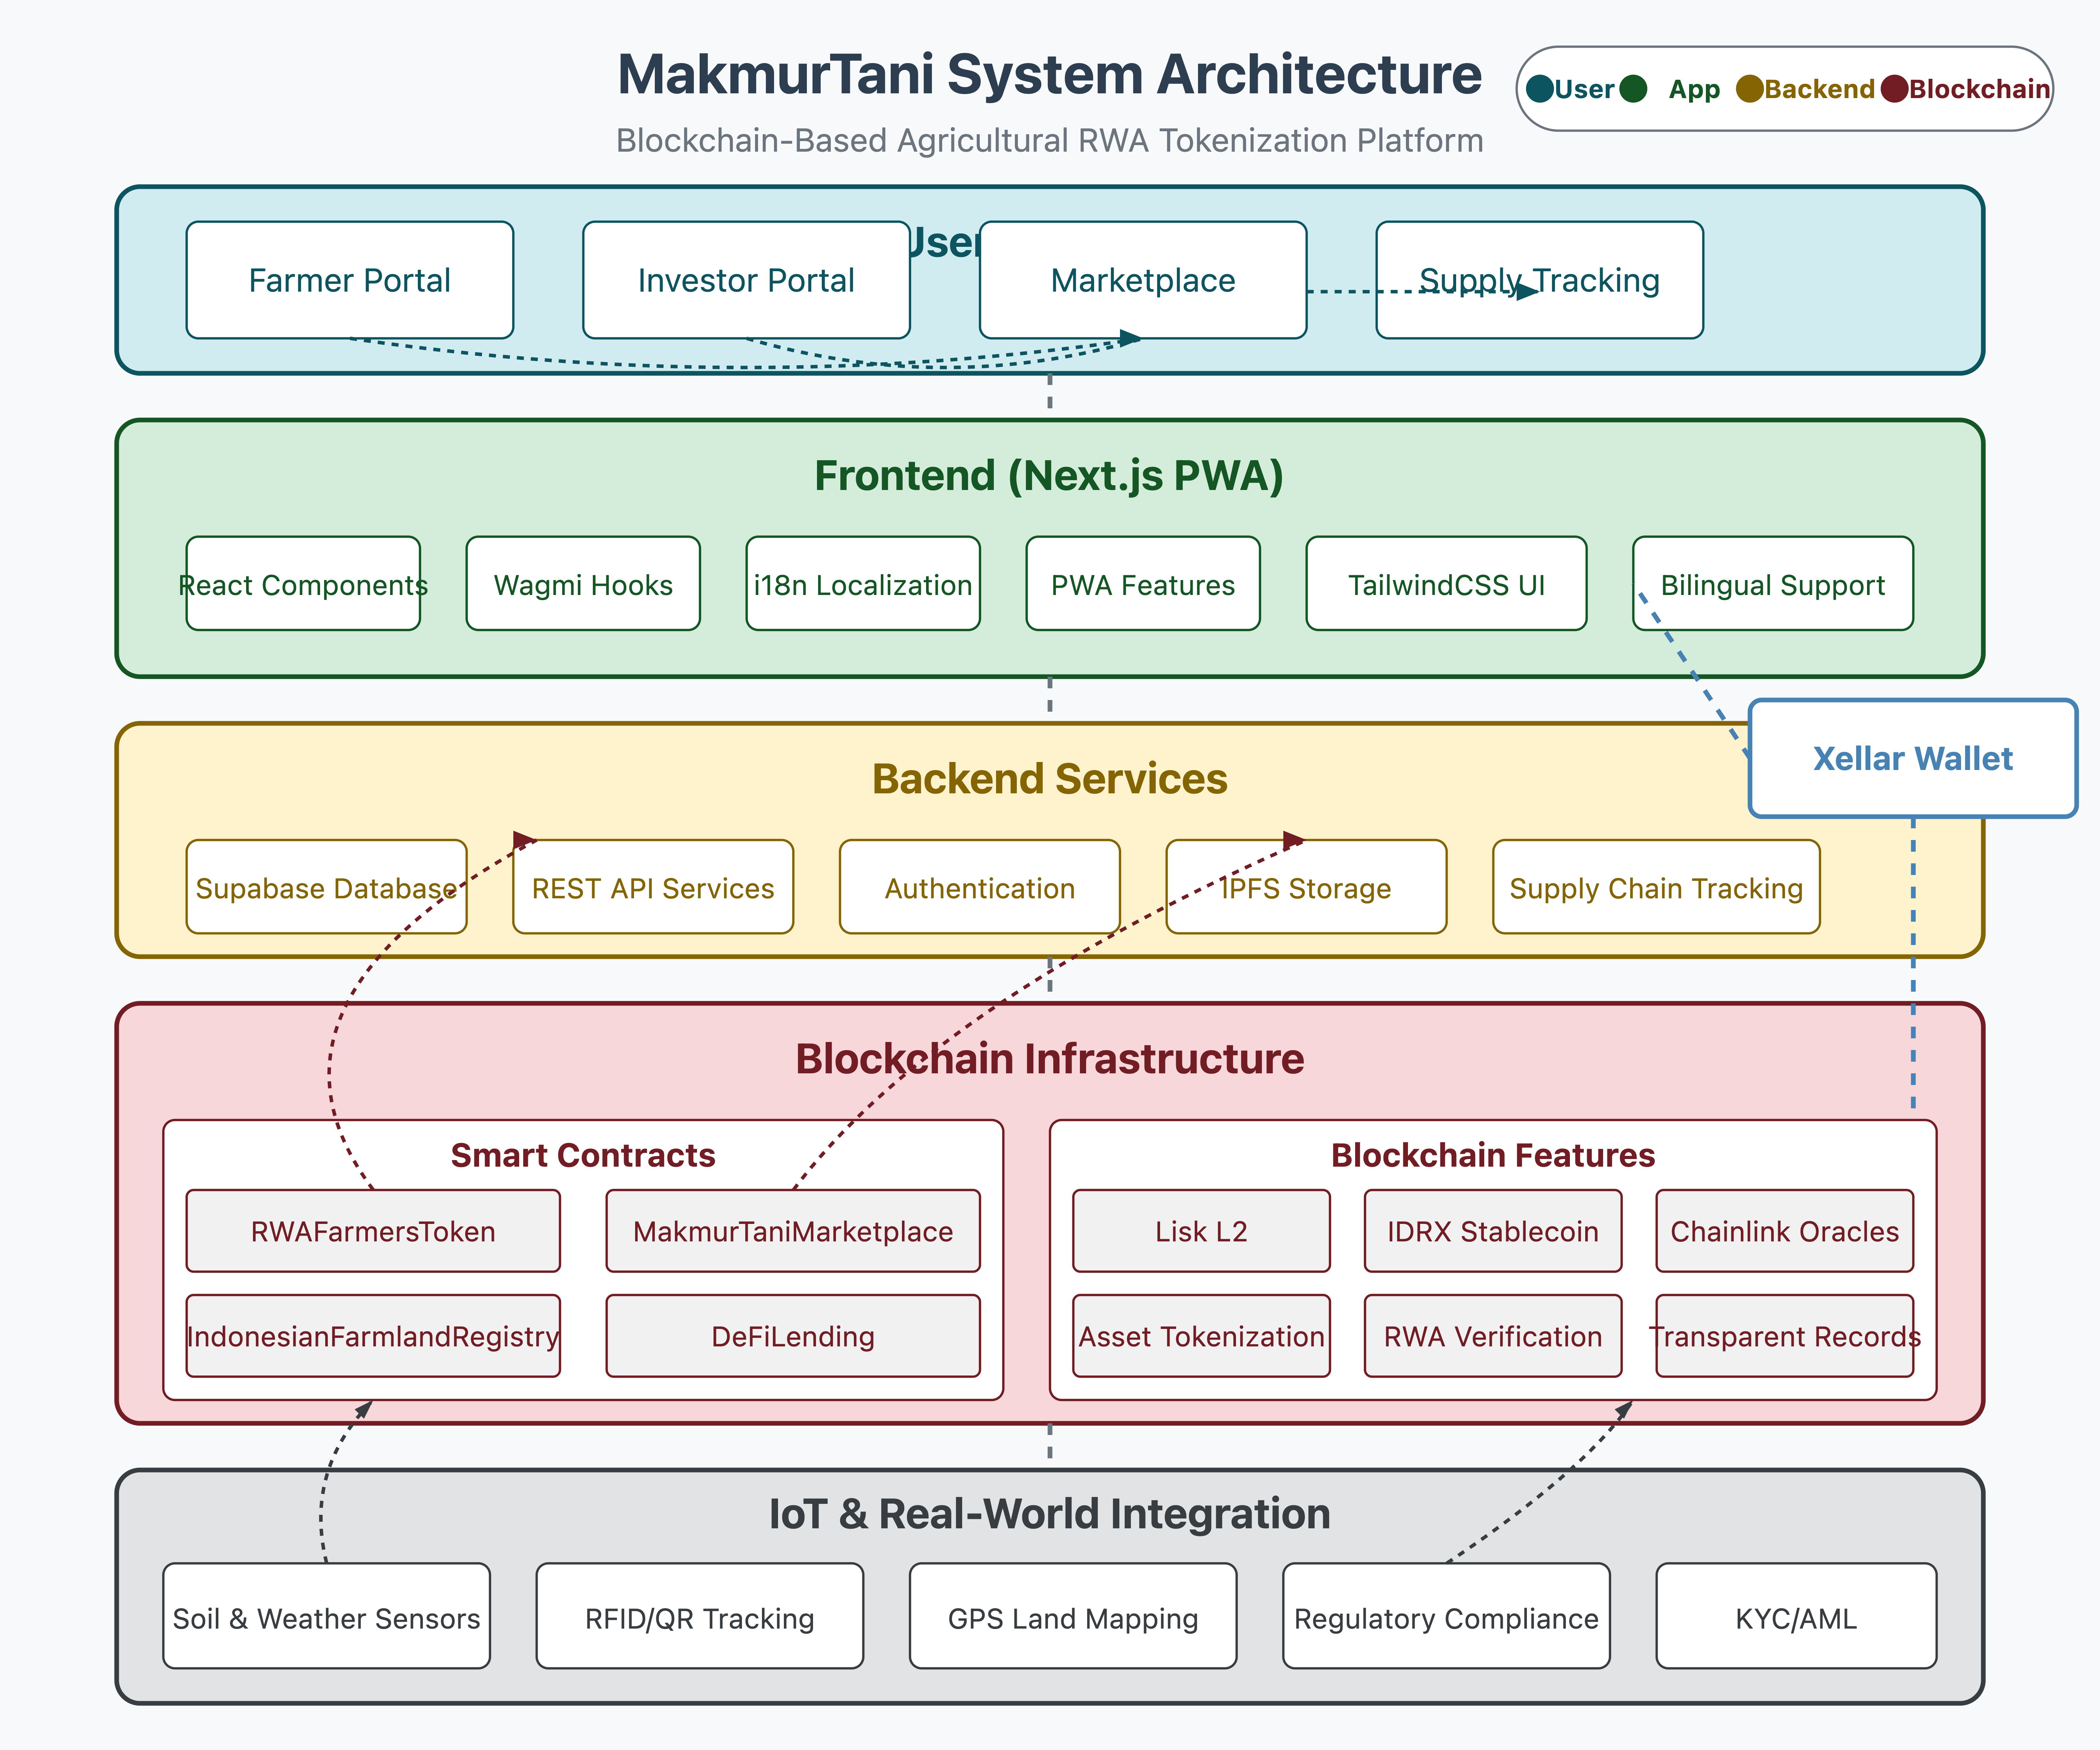 MakmurTani System Architecture
User App Backend Blockchain
Blockchain-Based Agricultural RWA Tokenization Platform
User
Farmer Portal
Investor Portal
Marketplace
Supply Tracking
Frontend (Next.js PWA)
React Components
Wagmi Hooks
i18n Localization
PWA Features
TailwindCSS UI
Bilingual Support
Xellar Wallet
Backend Services
Supabase Database
REST API Services
Authentication
IPFS Storage
Supply Chain Tracking
Blockchain Infrastructure
Smart Contracts
RWAFarmersToken
MakmurTaniMarketplace
IndonesianFarmlandRegistry
DeFiLending
Blockchain Features
Lisk L2
IDRX Stablecoin
Chainlink Oracles
Asset Tokenization
RWA Verification
Transparent Records
IoT & Real-World Integration
Soil & Weather Sensors
RFID/QR Tracking
GPS Land Mapping
Regulatory Compliance
KYC/AML